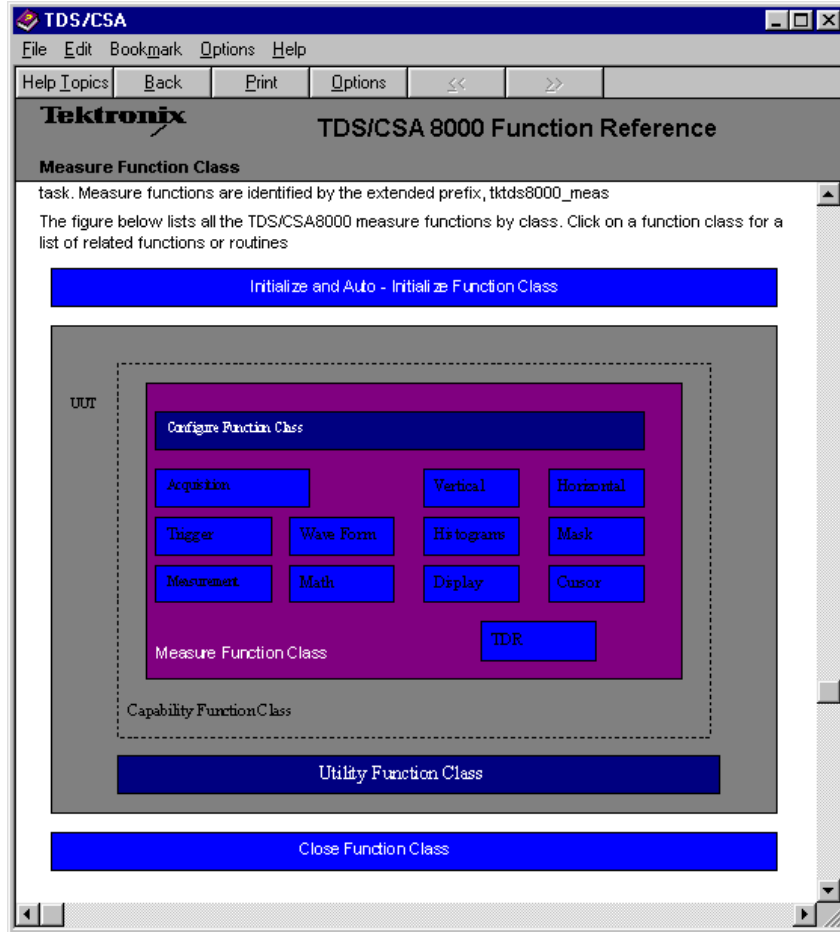 TDS/CSA
File Edit Bookmark Options Help
Help Topics Back Print Options << >>
Tektronix
TDS/CSA 8000 Function Reference
Measure Function Class
task. Measure functions are identified by the extended prefix, tktds8000_meas
The figure below lists all the TDS/CSA8000 measure functions by class. Click on a function class for a
list of related functions or routines
Initialize and Auto - Initialize Function Class
UUT
Configure Function Class
Acquisition Vertical Horizontal
Trigger Wave Form Histograms Mask
Measurement Math Display Cursor
TDR
Measure Function Class
Capability Function Class
Utility Function Class
Close Function Class